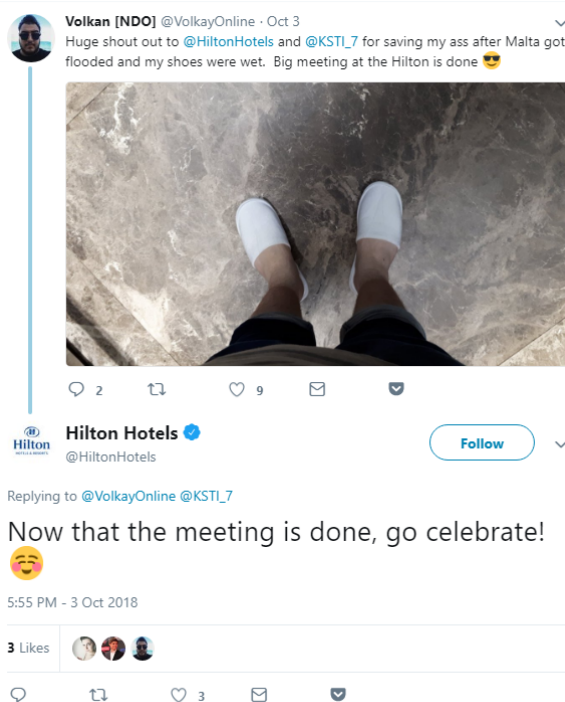 Volkan [NDO] @VolkayOnline · Oct 3
Huge shout out to @HiltonHotels and @KSTI_7 for saving my ass after Malta got
flooded and my shoes were wet. Big meeting at the Hilton is done 😎
2 9
Hilton
HOTELS & RESORTS
Hilton Hotels
@HiltonHotels
Follow
Replying to @VolkayOnline @KSTI_7
Now that the meeting is done, go celebrate!
☺️
5:55 PM - 3 Oct 2018
3 Likes
3